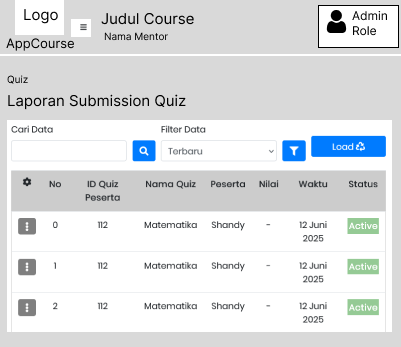 Logo
AppCourse
Judul Course
Nama Mentor
Admin
Role
Quiz
Laporan Submission Quiz
Cari Data
Filter Data
Terbaru
Load
No
ID Quiz
Peserta
Nama Quiz
Peserta
Nilai
Waktu
Status
0
112
Matematika
Shandy
-
12 Juni
2025
Active
1
112
Matematika
Shandy
-
12 Juni
2025
Active
2
112
Matematika
Shandy
-
12 Juni
2025
Active